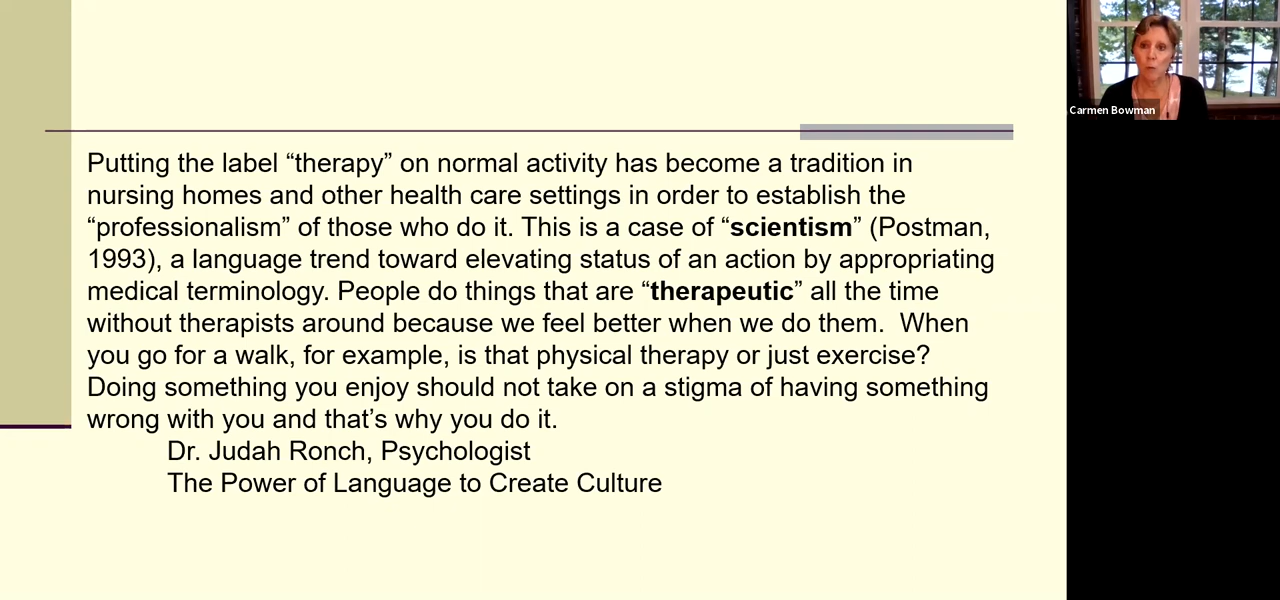 Putting the label “therapy” on normal activity has become a tradition in
nursing homes and other health care settings in order to establish the
“professionalism” of those who do it. This is a case of “scientism” (Postman,
1993), a language trend toward elevating status of an action by appropriating
medical terminology. People do things that are “therapeutic” all the time
without therapists around because we feel better when we do them.  When
you go for a walk, for example, is that physical therapy or just exercise?
Doing something you enjoy should not take on a stigma of having something
wrong with you and that’s why you do it.
Dr. Judah Ronch, Psychologist
The Power of Language to Create Culture
Carmen Bowman